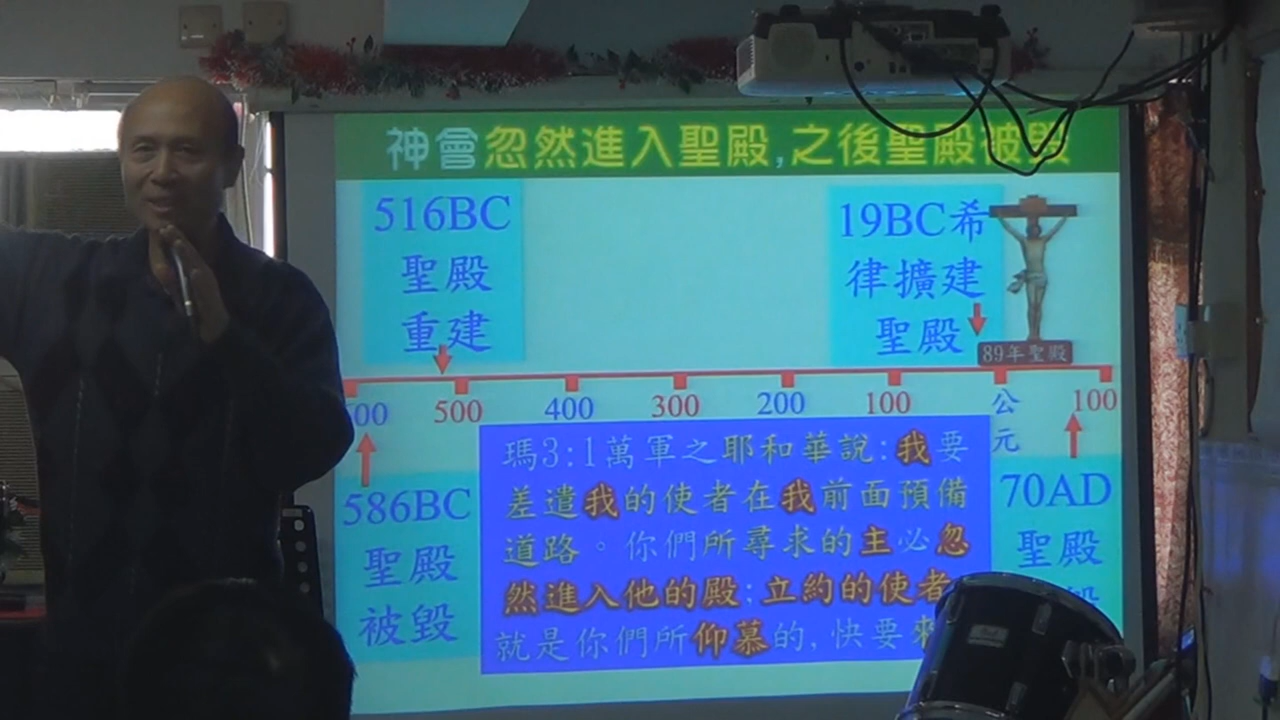 神會忽然進入聖殿,之後聖殿被毀
516BC
聖殿
重建
19BC希
律擴建
聖殿
89年聖殿
600 500 400 300 200 100 公元 100
586BC
聖殿
被毀
瑪3:1萬軍之耶和華說:我要
差遣我的使者在我前面預備
道路。你們所尋求的主必忽
然進入他的殿;立約的使者
就是你們所仰慕的,快要來
70AD
聖殿
毀